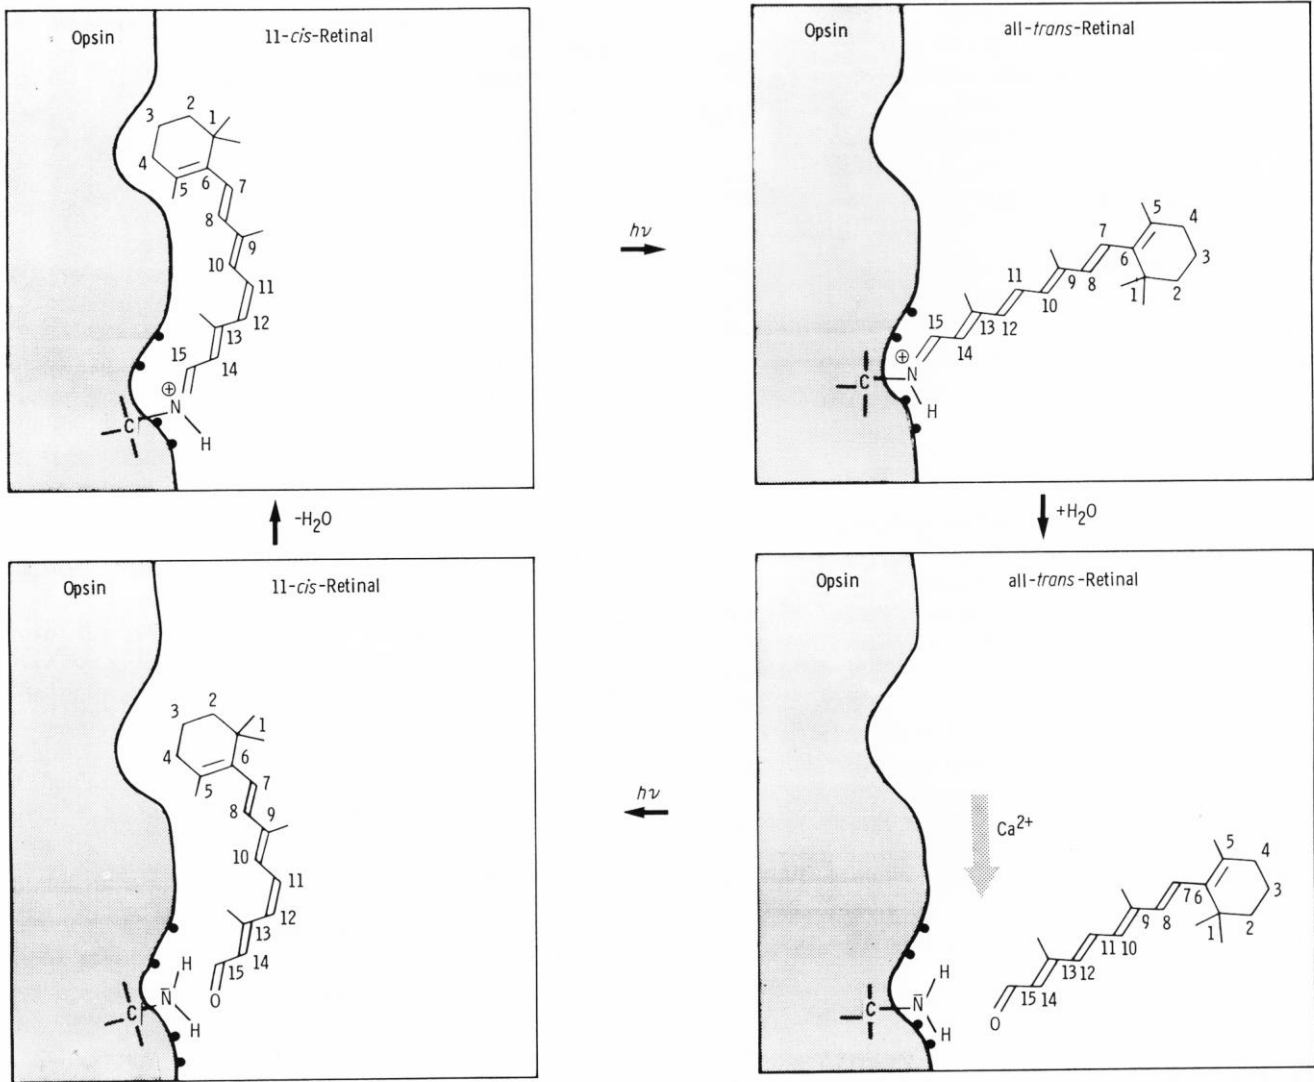 Opsin 11-cis-Retinal
2
3 1
4
5 6 7
8
9
10
11
12
13
15 14
⊕
N
C H
hν
Opsin all-trans-Retinal
5 4
7
6 3
11 9 8 1 2
10
15 13 12
14
⊕
C N
H
-H₂O
+H₂O
Opsin 11-cis-Retinal
2
3 1
4 6
5 7
8 9
10
11
12
13
15 14
H
N̅
O
C H
hν
Opsin all-trans-Retinal
Ca²⁺
5 4
7 6 3
9 8 1 2
11 10
13 12
15 14
H
C N̅
O
H